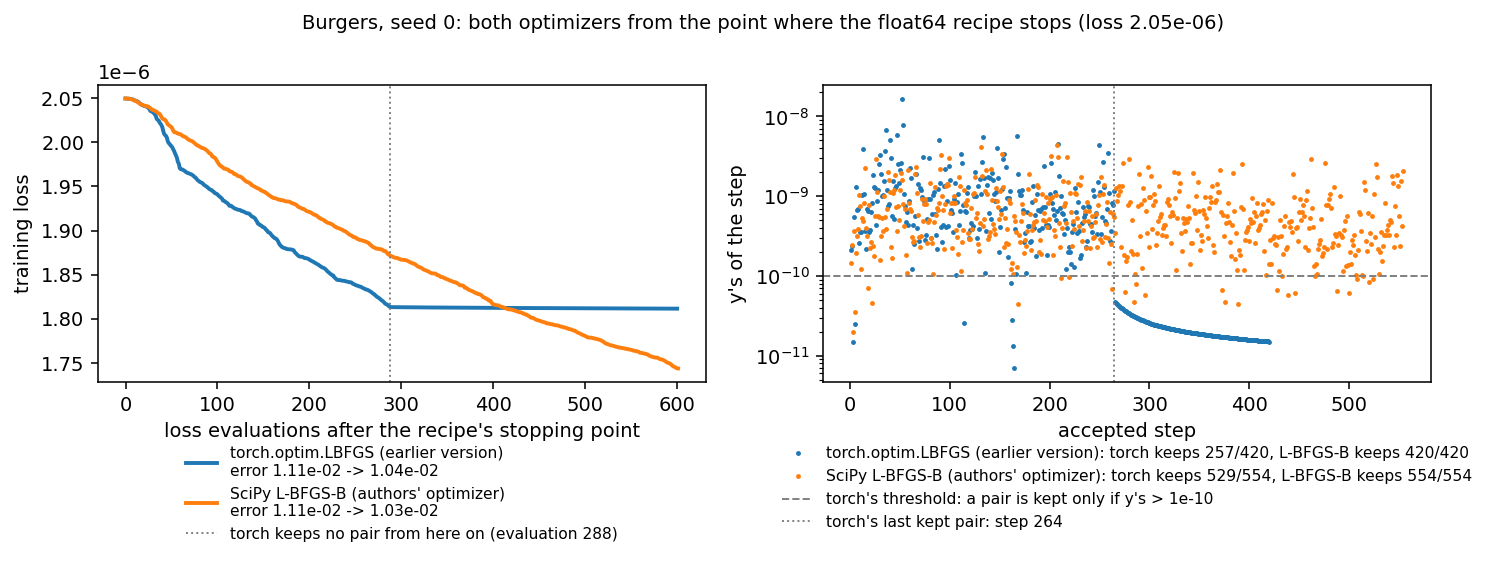 Burgers, seed 0: both optimizers from the point where the float64 recipe stops (loss 2.05e-06)
1e−6
training loss
2.05
2.00
1.95
1.90
1.85
1.80
1.75
0
100
200
300
400
500
600
loss evaluations after the recipe's stopping point
torch.optim.LBFGS (earlier version)
error 1.11e-02 -> 1.04e-02
SciPy L-BFGS-B (authors' optimizer)
error 1.11e-02 -> 1.03e-02
torch keeps no pair from here on (evaluation 288)
y's of the step
10⁻⁸
10⁻⁹
10⁻¹⁰
10⁻¹¹
0
100
200
300
400
500
accepted step
torch.optim.LBFGS (earlier version): torch keeps 257/420, L-BFGS-B keeps 420/420
SciPy L-BFGS-B (authors' optimizer): torch keeps 529/554, L-BFGS-B keeps 554/554
torch's threshold: a pair is kept only if y's > 1e-10
torch's last kept pair: step 264